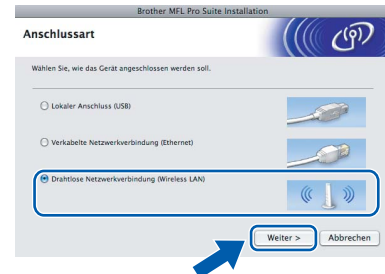 Brother MFL Pro Suite Installation
Anschlussart
Wählen Sie, wie das Gerät angeschlossen werden soll.
Lokaler Anschluss (USB)
Verkabelte Netzwerkverbindung (Ethernet)
Drahtlose Netzwerkverbindung (Wireless LAN)
Weiter > Abbrechen